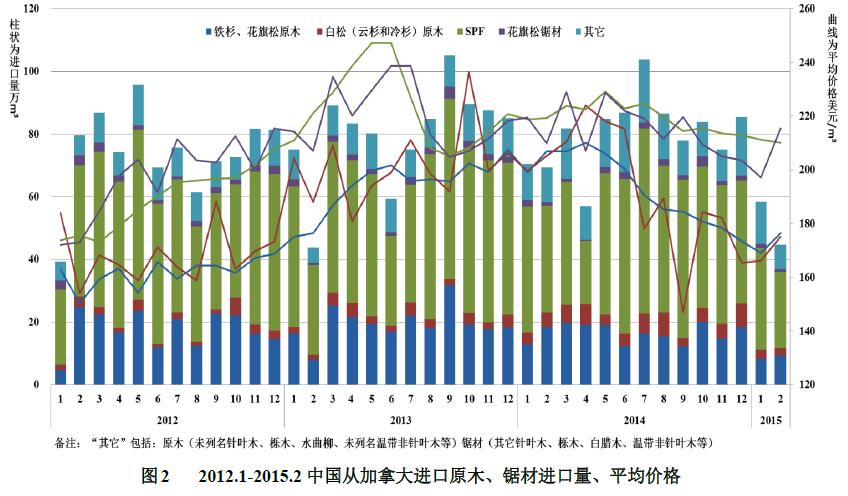 柱状为进口量万m³
曲线为平均价格美元/m³
铁杉、花旗松原木 白松（云杉和冷杉）原木 SPF 花旗松锯材 其它
120
100
80
60
40
20
0
260
240
220
200
180
160
140
120
1 2 3 4 5 6 7 8 9 10 11 12 1 2 3 4 5 6 7 8 9 10 11 12 1 2 3 4 5 6 7 8 9 10 11 12 1 2
2012 2013 2014 2015
备注：“其它”包括：原木（未列名针叶木、栎木、水曲柳、未列名温带非针叶木等）锯材（其它针叶木、栎木、白腊木、温带非针叶木等）
图2 2012.1-2015.2 中国从加拿大进口原木、锯材进口量、平均价格